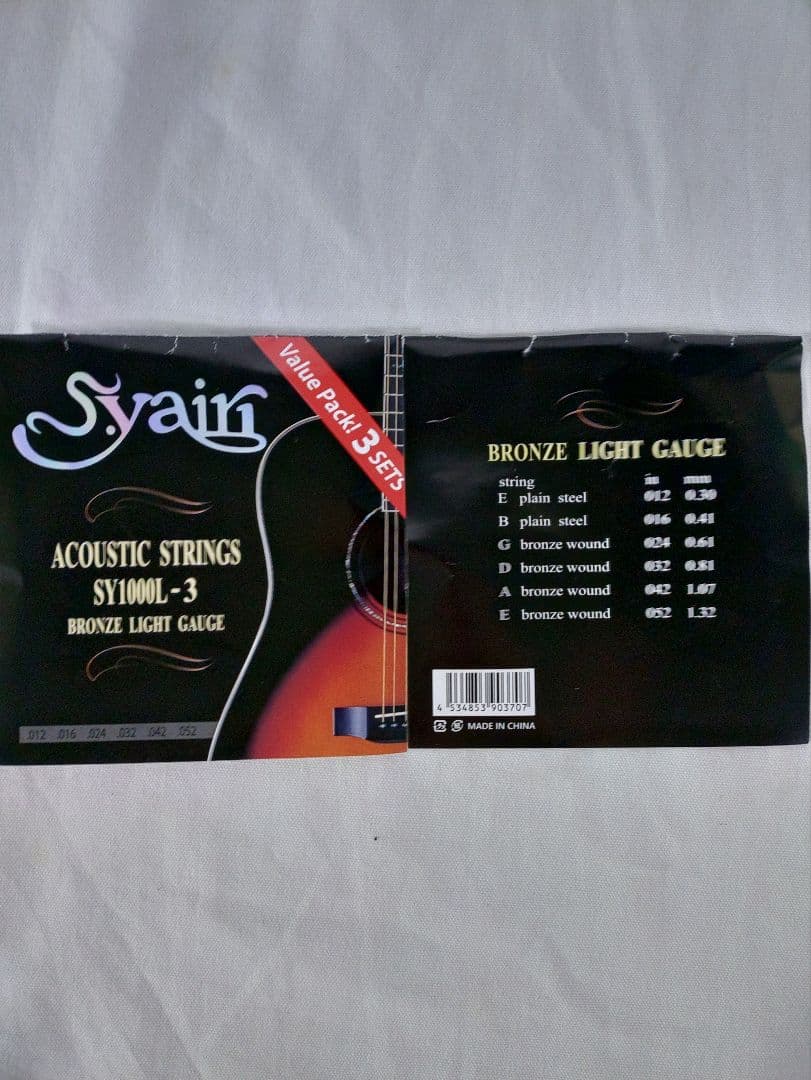 S.yairi
Value Pack! 3 SETS
ACOUSTIC STRINGS
SY1000L-3
BRONZE LIGHT GAUGE
.012 .016 .024 .032 .042 .052
BRONZE LIGHT GAUGE
string in mm
E plain steel 012 0.30
B plain steel 016 0.41
G bronze wound 024 0.61
D bronze wound 032 0.81
A bronze wound 042 1.07
E bronze wound 052 1.32
4 534853 903707
MADE IN CHINA